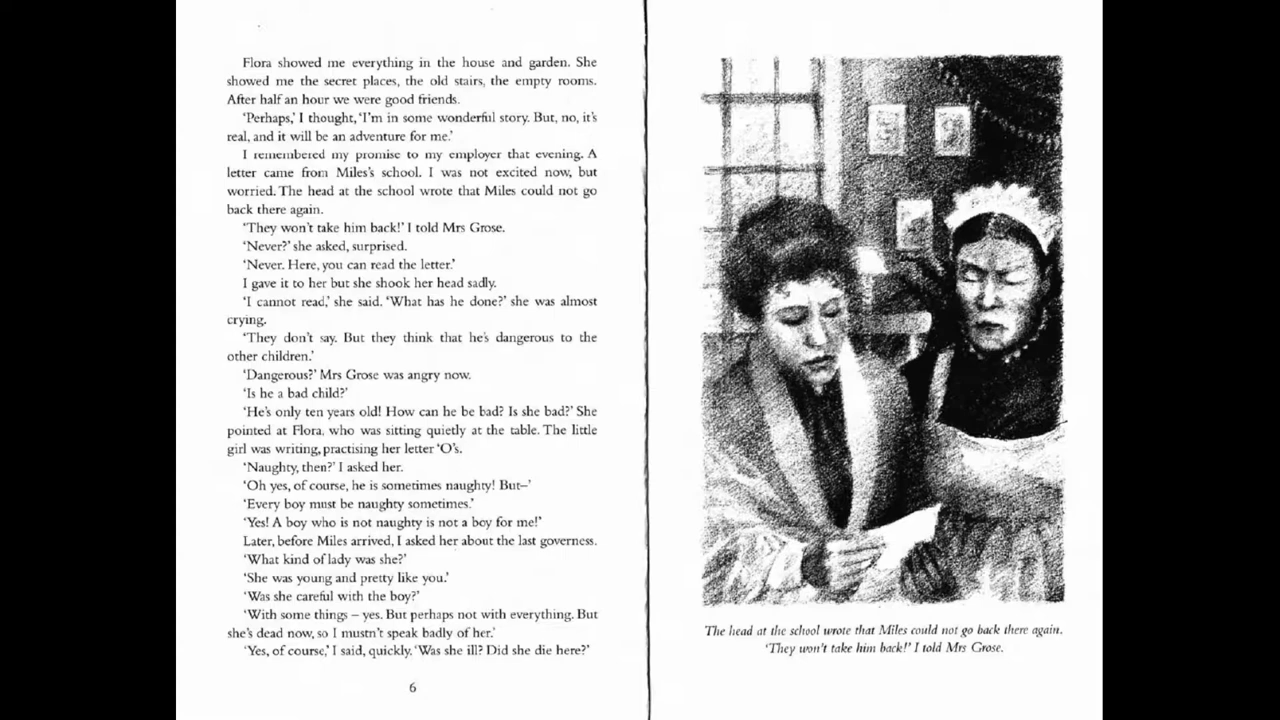 Flora showed me everything in the house and garden. She
showed me the secret places, the old stairs, the empty rooms.
After half an hour we were good friends.
‘Perhaps,’ I thought, ‘I’m in some wonderful story. But, no, it’s
real, and it will be an adventure for me.’
I remembered my promise to my employer that evening. A
letter came from Miles’s school. I was not excited now, but
worried. The head at the school wrote that Miles could not go
back there again.
‘They won’t take him back!’ I told Mrs Grose.
‘Never?’ she asked, surprised.
‘Never. Here, you can read the letter.’
I gave it to her but she shook her head sadly.
‘I cannot read,’ she said. ‘What has he done?’ she was almost
crying.
‘They don’t say. But they think that he’s dangerous to the
other children.’
‘Dangerous?’ Mrs Grose was angry now.
‘Is he a bad child?’
‘He’s only ten years old! How can he be bad? Is she bad?’ She
pointed at Flora, who was sitting quietly at the table. The little
girl was writing, practising her letter ‘O’s.
‘Naughty, then?’ I asked her.
‘Oh yes, of course, he is sometimes naughty! But–’
‘Every boy must be naughty sometimes.’
‘Yes! A boy who is not naughty is not a boy for me!’
Later, before Miles arrived, I asked her about the last governess.
‘What kind of lady was she?’
‘She was young and pretty like you.’
‘Was she careful with the boy?’
‘With some things – yes. But perhaps not with everything. But
she’s dead now, so I mustn’t speak badly of her.’
‘Yes, of course,’ I said, quickly. ‘Was she ill? Did she die here?’
6
The head at the school wrote that Miles could not go back there again.
‘They won’t take him back!’ I told Mrs Grose.